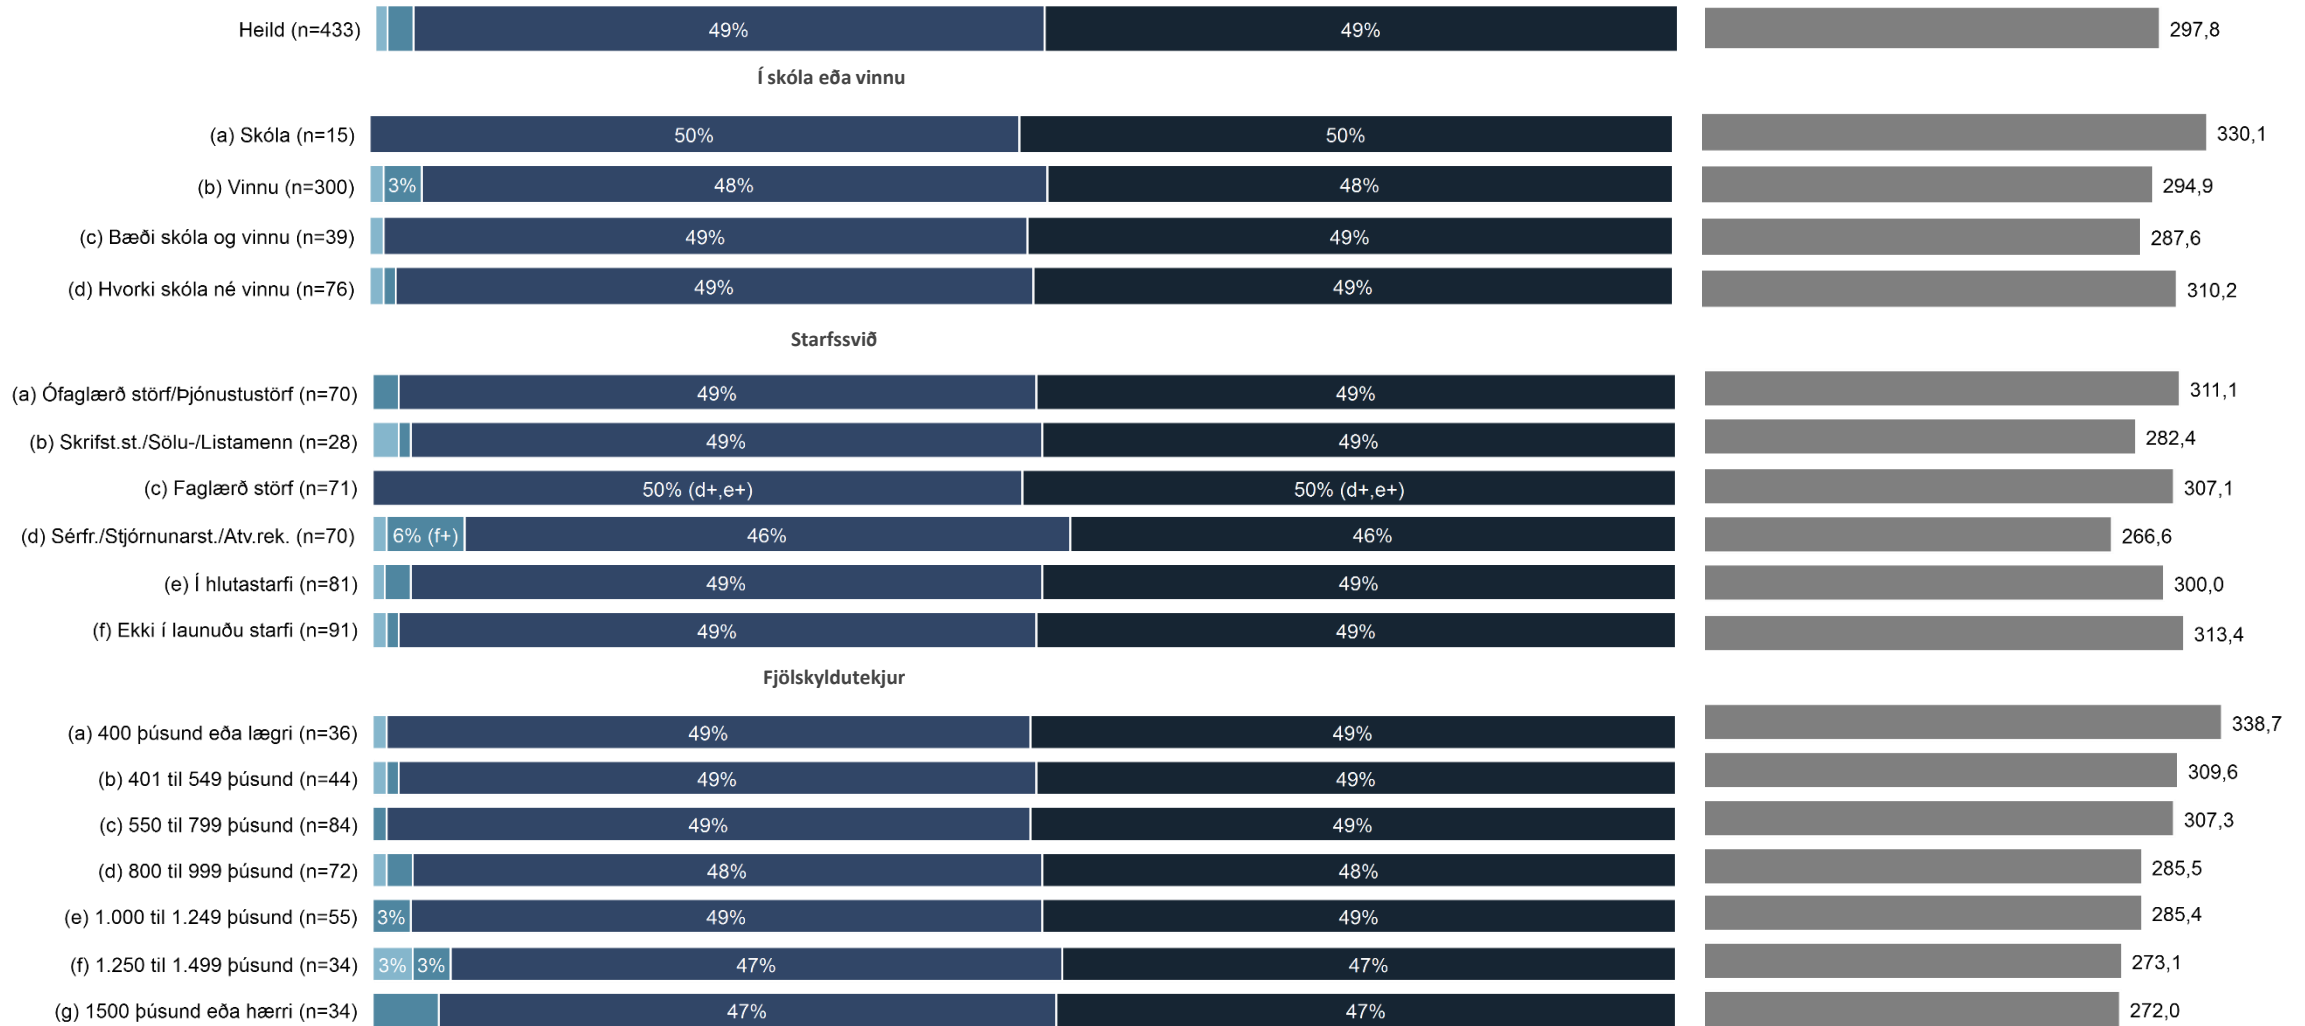 Heild (n=433) 49% 49% 297,8
Í skóla eða vinnu
(a) Skóla (n=15) 50% 50% 330,1
(b) Vinnu (n=300) 3% 48% 48% 294,9
(c) Bæði skóla og vinnu (n=39) 49% 49% 287,6
(d) Hvorki skóla né vinnu (n=76) 49% 49% 310,2
Starfssvið
(a) Ófaglærð störf/Þjónustustörf (n=70) 49% 49% 311,1
(b) Skrifst.st./Sölu-/Listamenn (n=28) 49% 49% 282,4
(c) Faglærð störf (n=71) 50% (d+,e+) 50% (d+,e+) 307,1
(d) Sérfr./Stjórnunarst./Atv.rek. (n=70) 6% (f+) 46% 46% 266,6
(e) Í hlutastarfi (n=81) 49% 49% 300,0
(f) Ekki í launuðu starfi (n=91) 49% 49% 313,4
Fjölskyldutekjur
(a) 400 þúsund eða lægri (n=36) 49% 49% 338,7
(b) 401 til 549 þúsund (n=44) 49% 49% 309,6
(c) 550 til 799 þúsund (n=84) 49% 49% 307,3
(d) 800 til 999 þúsund (n=72) 48% 48% 285,5
(e) 1.000 til 1.249 þúsund (n=55) 3% 49% 49% 285,4
(f) 1.250 til 1.499 þúsund (n=34) 3% 3% 47% 47% 273,1
(g) 1500 þúsund eða hærri (n=34) 47% 47% 272,0